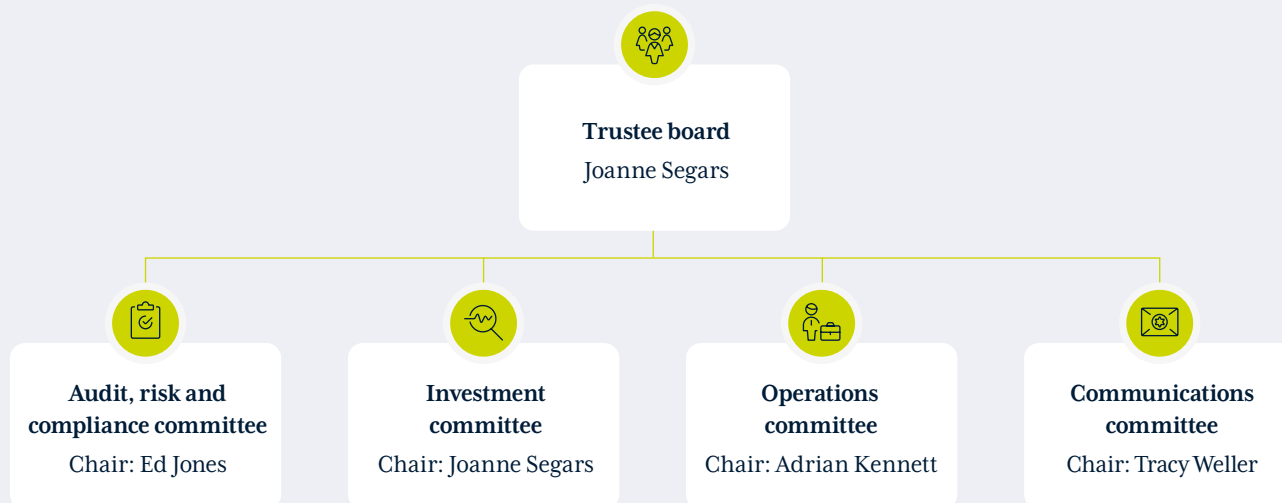 Trustee board
Joanne Segars
Audit, risk and
compliance committee
Chair: Ed Jones
Investment
committee
Chair: Joanne Segars
Operations
committee
Chair: Adrian Kennett
Communications
committee
Chair: Tracy Weller